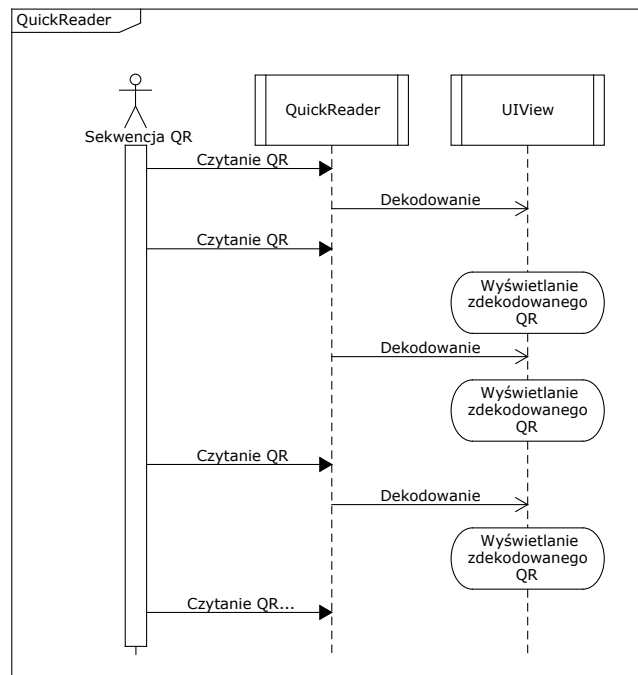 QuickReader
QuickReader
UIView
Sekwencja QR
Czytanie QR
Dekodowanie
Czytanie QR
Wyświetlanie
zdekodowanego
QR
Dekodowanie
Wyświetlanie
zdekodowanego
QR
Czytanie QR
Dekodowanie
Wyświetlanie
zdekodowanego
QR
Czytanie QR...